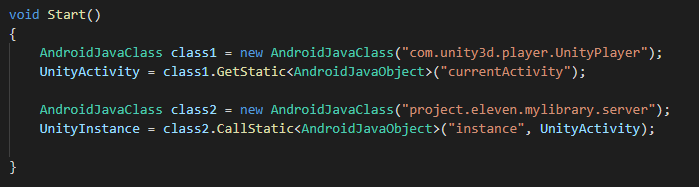 void Start()
{
AndroidJavaClass class1 = new AndroidJavaClass("com.unity3d.player.UnityPlayer");
UnityActivity = class1.GetStatic<AndroidJavaObject>("currentActivity");
AndroidJavaClass class2 = new AndroidJavaClass("project.eleven.mylibrary.server");
UnityInstance = class2.CallStatic<AndroidJavaObject>("instance", UnityActivity);
}